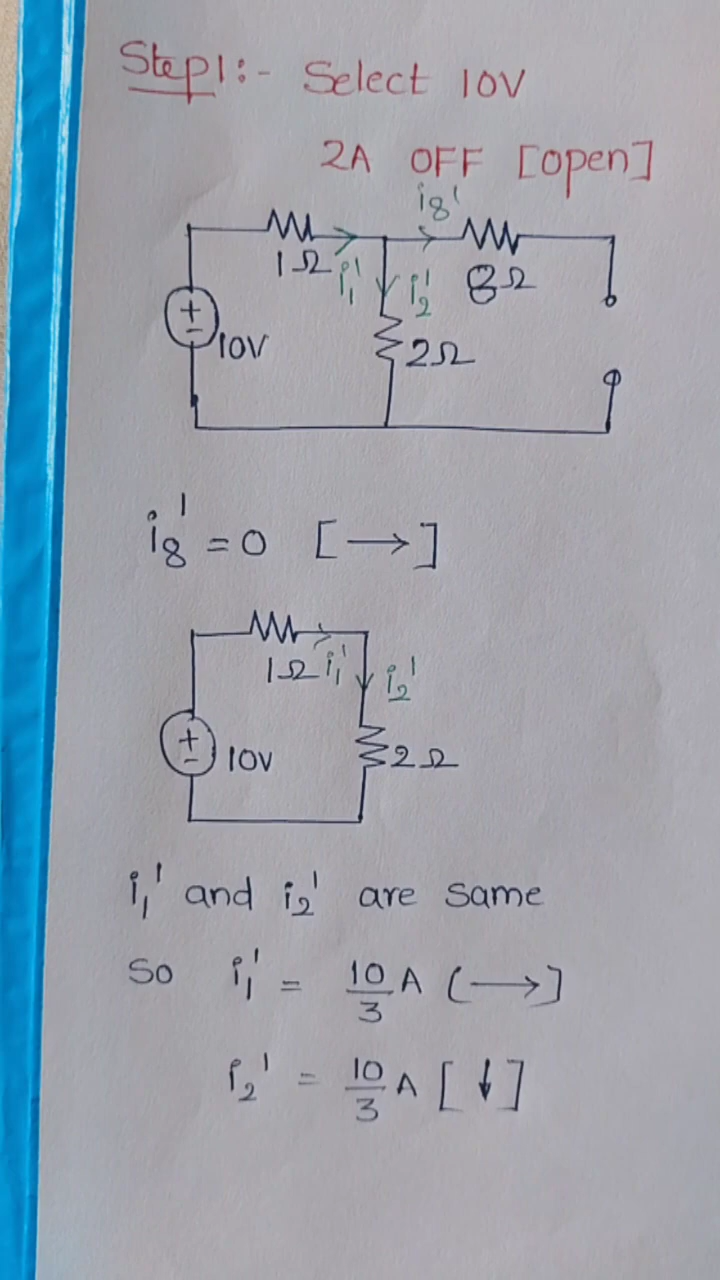 Step1:- Select 10V
2A OFF [open]
i8'
1Ω i1' i2' 8Ω
+
-
10V
2Ω
i8' = 0 [→]
1Ω i1' i2'
+
-
10V
2Ω
i1' and i2' are same
So i1' = 10/3 A (→]
i2' = 10/3 A [↓]